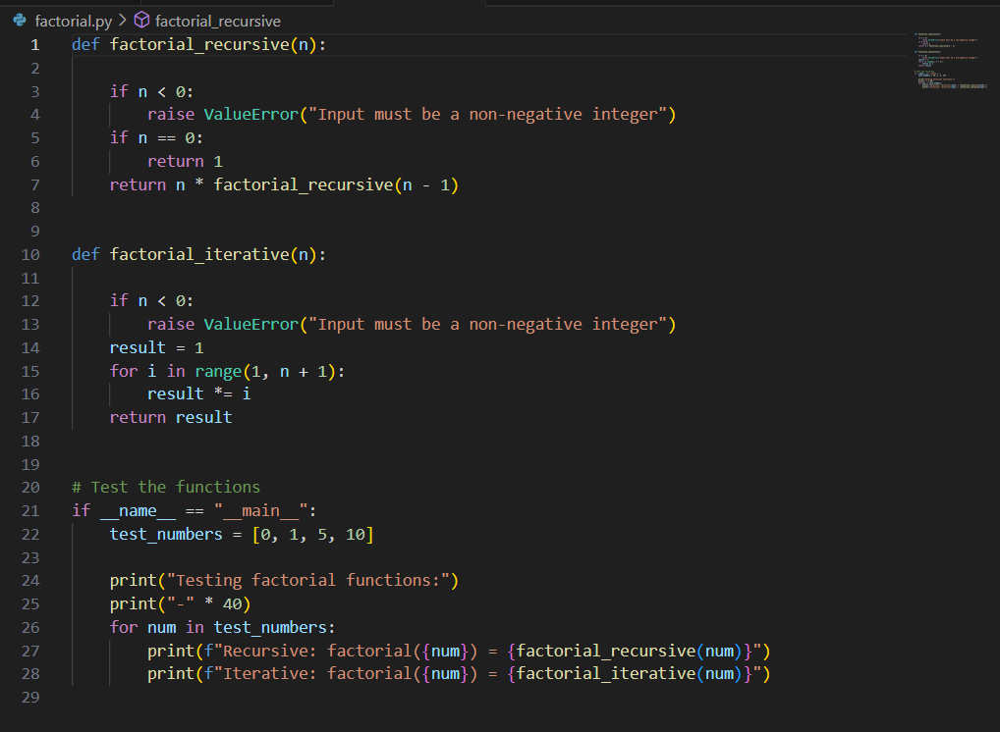 factorial.py > factorial_recursive
1 def factorial_recursive(n):
2
3     if n < 0:
4         raise ValueError("Input must be a non-negative integer")
5     if n == 0:
6         return 1
7     return n * factorial_recursive(n - 1)
8
9
10 def factorial_iterative(n):
11
12     if n < 0:
13         raise ValueError("Input must be a non-negative integer")
14     result = 1
15     for i in range(1, n + 1):
16         result *= i
17     return result
18
19
20 # Test the functions
21 if __name__ == "__main__":
22     test_numbers = [0, 1, 5, 10]
23
24     print("Testing factorial functions:")
25     print("-" * 40)
26     for num in test_numbers:
27         print(f"Recursive: factorial({num}) = {factorial_recursive(num)}")
28         print(f"Iterative: factorial({num}) = {factorial_iterative(num)}")
29